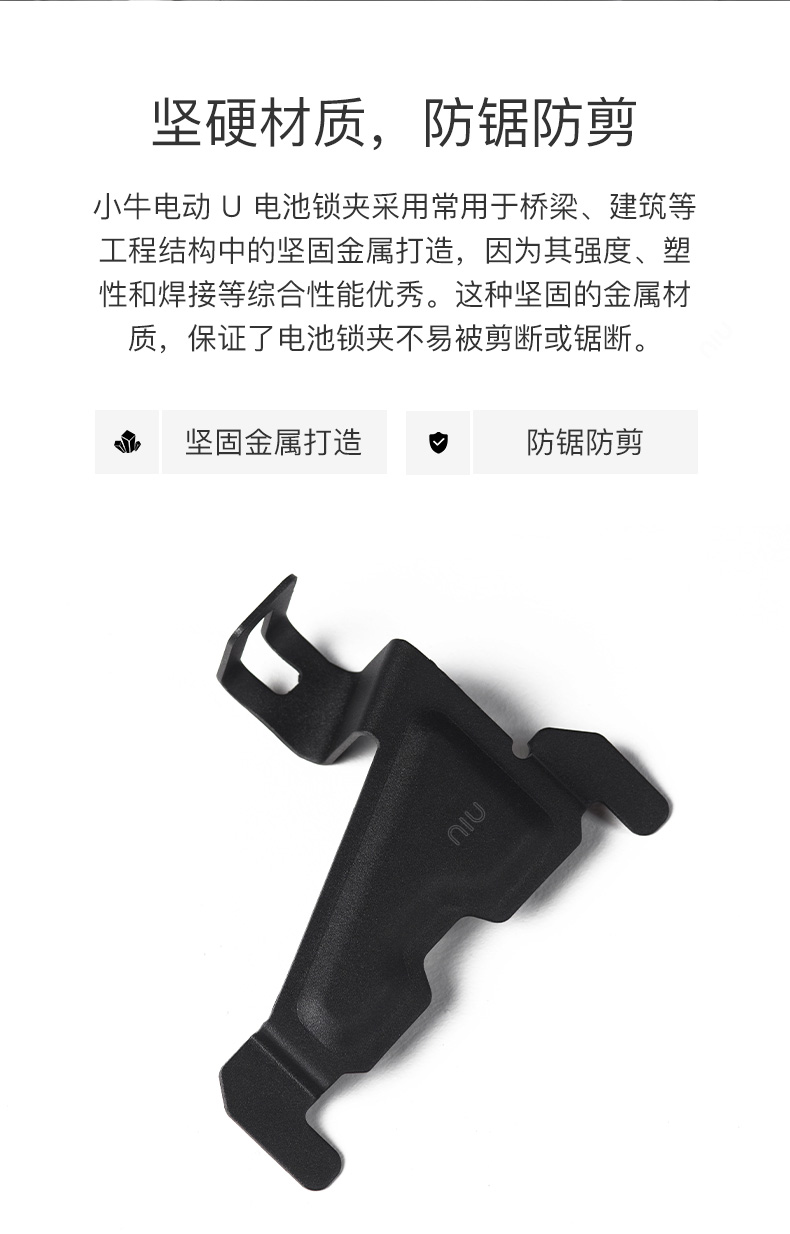 坚硬材质，防锯防剪
小牛电动 U 电池锁夹采用常用于桥梁、建筑等
工程结构中的坚固金属打造，因为其强度、塑
性和焊接等综合性能优秀。这种坚固的金属材
质，保证了电池锁夹不易被剪断或锯断。
坚固金属打造
防锯防剪
NIU